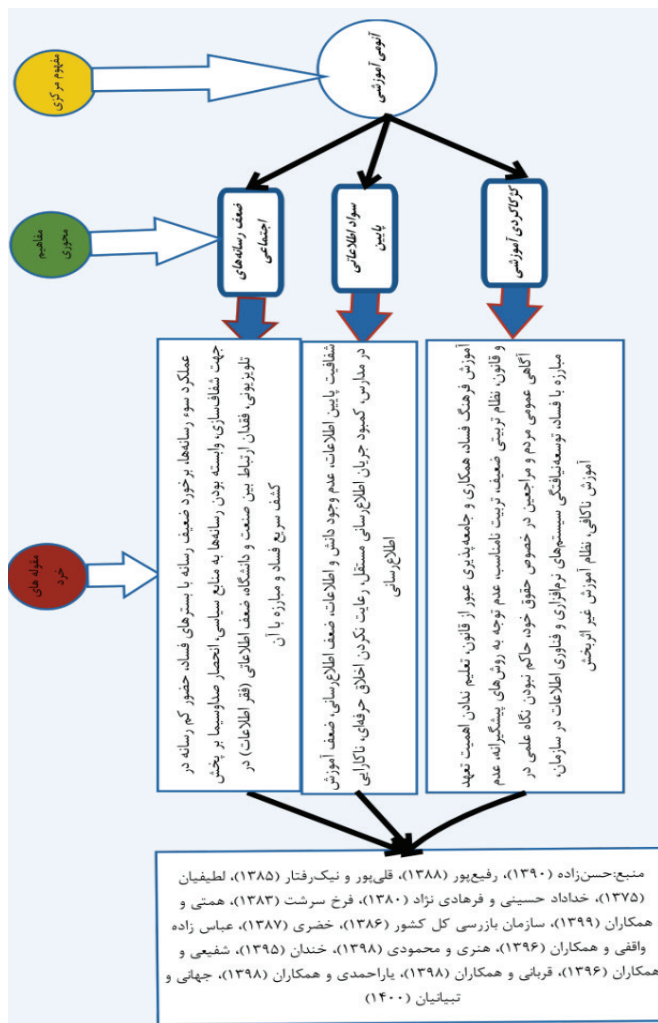 مفهوم مرکزی
آنومی آموزشی
مفاهیم
محوری
کژکاکردی آموزشی
سواد اطلاعاتی
پایین
ضعف رسانه‌های
اجتماعی
مقوله های
خرد
آموزش فرهنگ فساد، همکاری و جامعه‌پذیری عبور از قانون، تعلیم ندادن اهمیت تعهد
و قانون، نظام تربیتی ضعیف، تربیت نامناسب، عدم توجه به روش‌های پیشگیرانه، عدم
آگاهی عمومی مردم و مراجعین در خصوص حقوق خود، حاکم نبودن نگاه علمی در
مبارزه با فساد، توسعه‌نیافتگی سیستم‌های نرم‌افزاری و فناوری اطلاعات در سازمان،
آموزش ناکافی، نظام آموزش غیر اثربخش
شفافیت پایین اطلاعات، عدم وجود دانش و اطلاعات، ضعف اطلاع‌رسانی، ضعف آموزش
در مدارس، کمبود جریان اطلاع‌رسانی مستقل، رعایت نکردن اخلاق حرفه‌ای، ناکارایی
اطلاع‌رسانی
عملکرد سوء رسانه‌ها، برخورد ضعیف رسانه با بسترهای فساد، حضور کم رسانه در
جهت شفاف‌سازی، وابسته بودن رسانه‌ها به منابع سیاسی، انحصار صداوسیما بر پخش
تلویزیونی، فقدان ارتباط بین صنعت و دانشگاه، ضعف اطلاعاتی (فقر اطلاعات) در
کشف سریع فساد و مبارزه با آن
منبع:حسن‌زاده (۱۳۹۰)، رفیع‌پور (۱۳۸۸)، قلی‌پور و نیک‌رفتار (۱۳۸۵)، لطیفیان
(۱۳۷۵)، خداداد حسینی و فرهادی نژاد (۱۳۸۰)، فرخ سرشت (۱۳۸۳)، همتی و
همکاران (۱۳۹۹)، سازمان بازرسی کل کشور (۱۳۸۶)، خضری (۱۳۸۷)، عباس زاده
واقفی و همکاران (۱۳۹۶)، هنری و محمودی (۱۳۹۸)، خندان (۱۳۹۵)، شفیعی و
همکاران (۱۳۹۶)، قربانی و همکاران (۱۳۹۸)، یاراحمدی و همکاران (۱۳۹۸)، جهانی و
تبیانیان (۱۴۰۰)